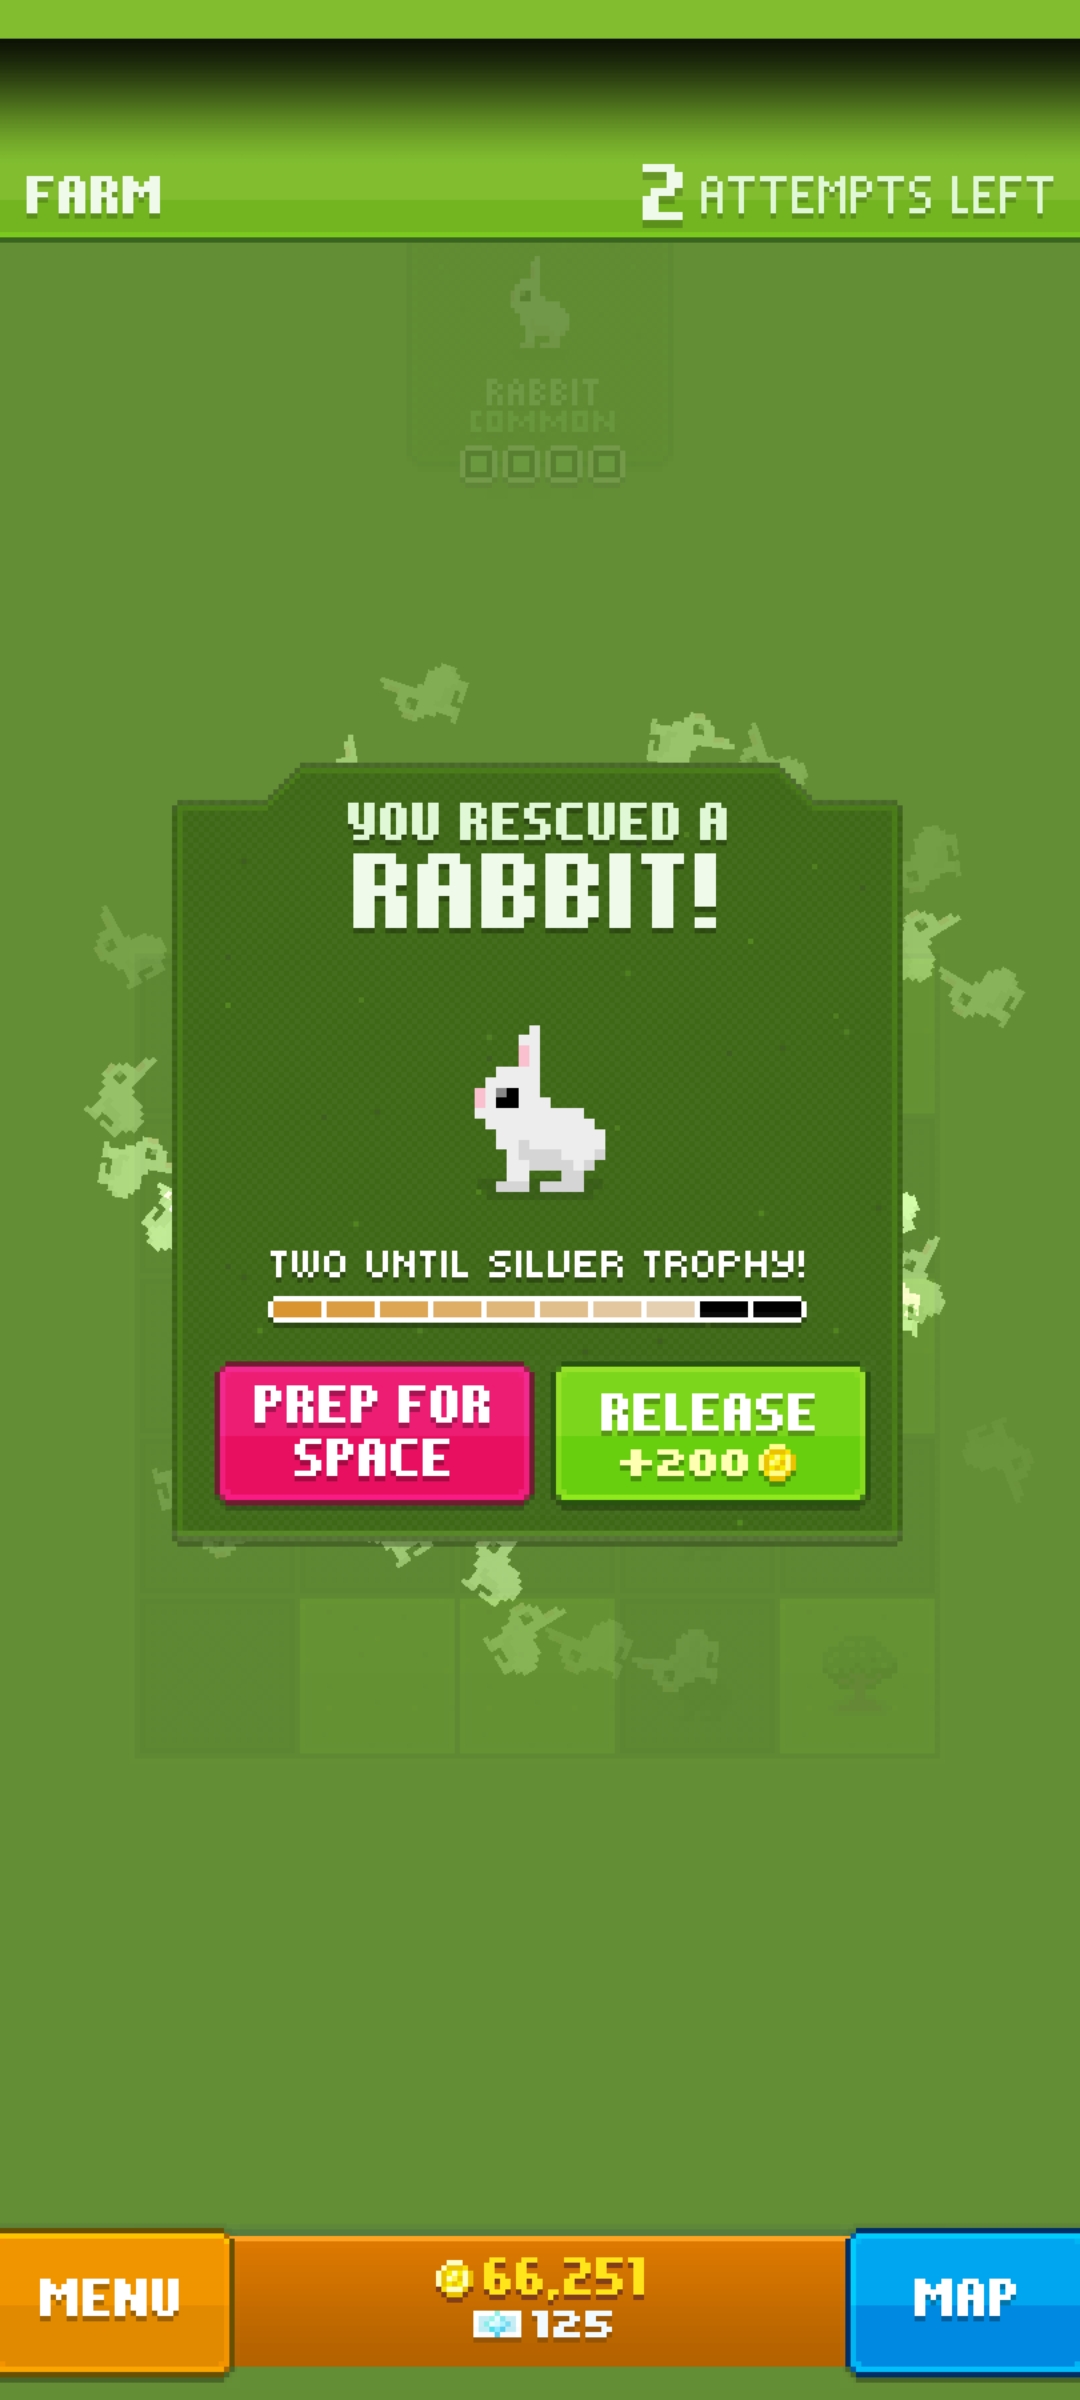 FARM
2 ATTEMPTS LEFT
RABBIT
COMMON
YOU RESCUED A
RABBIT!
TWO UNTIL SILVER TROPHY!
PREP FOR
SPACE
RELEASE
+200
MENU
66,251
125
MAP